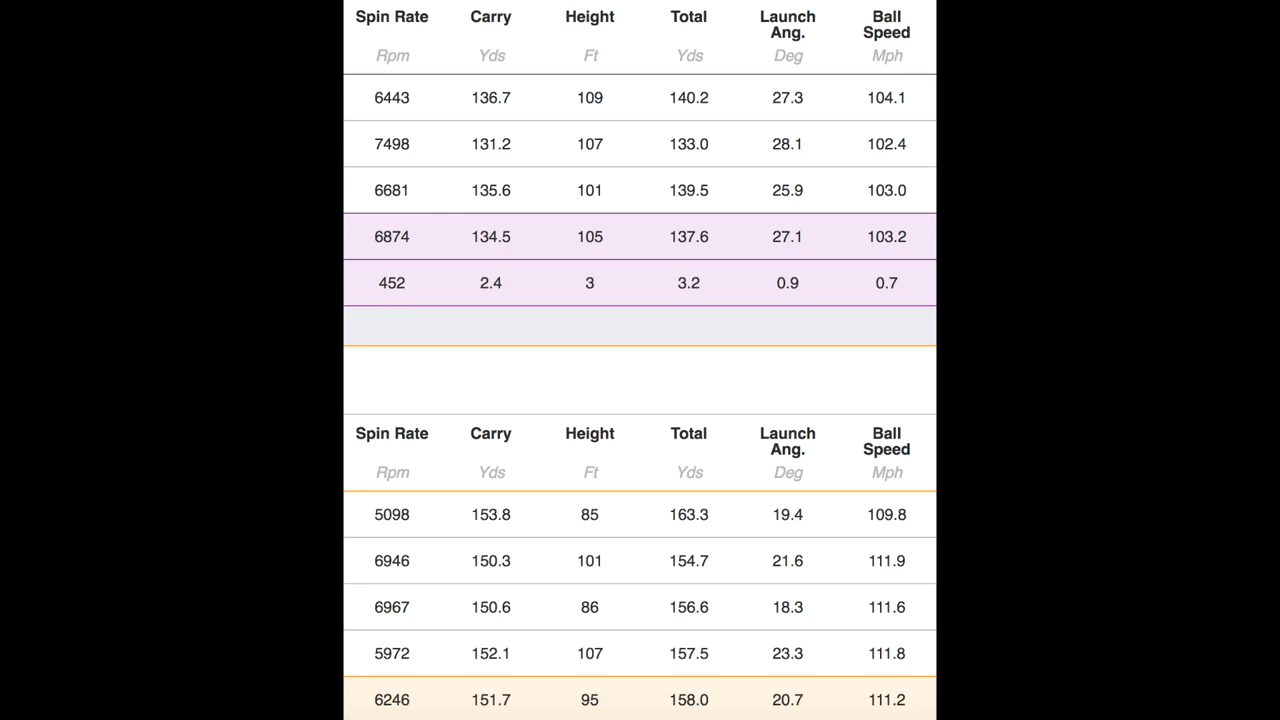 Spin Rate Carry Height Total Launch Ang. Ball Speed
Rpm Yds Ft Yds Deg Mph
6443 136.7 109 140.2 27.3 104.1
7498 131.2 107 133.0 28.1 102.4
6681 135.6 101 139.5 25.9 103.0
6874 134.5 105 137.6 27.1 103.2
452 2.4 3 3.2 0.9 0.7
Spin Rate Carry Height Total Launch Ang. Ball Speed
Rpm Yds Ft Yds Deg Mph
5098 153.8 85 163.3 19.4 109.8
6946 150.3 101 154.7 21.6 111.9
6967 150.6 86 156.6 18.3 111.6
5972 152.1 107 157.5 23.3 111.8
6246 151.7 95 158.0 20.7 111.2